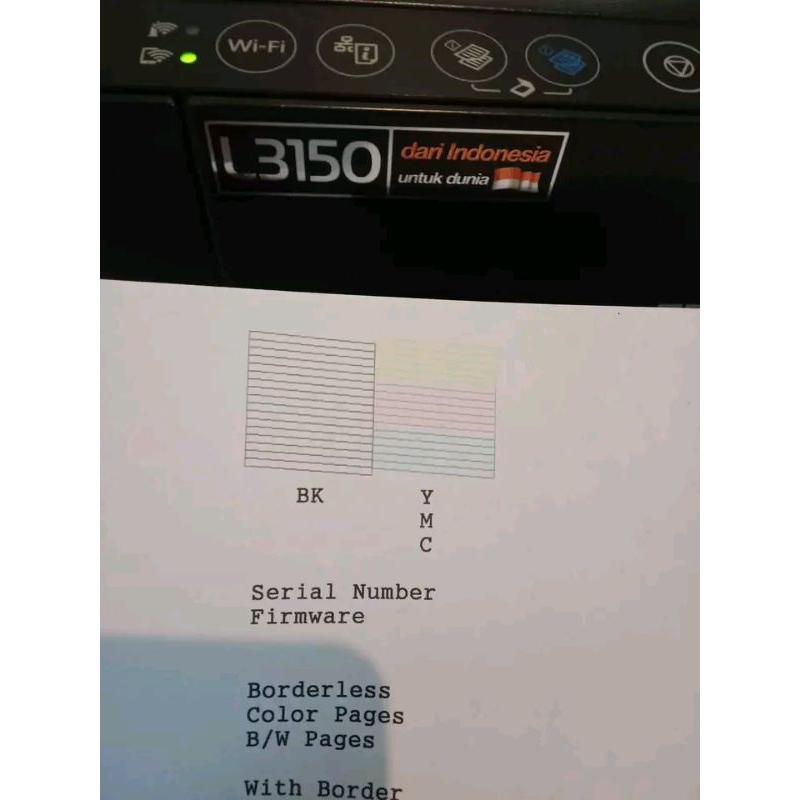 Wi-Fi
L3150
dari Indonesia
untuk dunia
BK
Y
M
C
Serial Number
Firmware
Borderless
Color Pages
B/W Pages
With Border